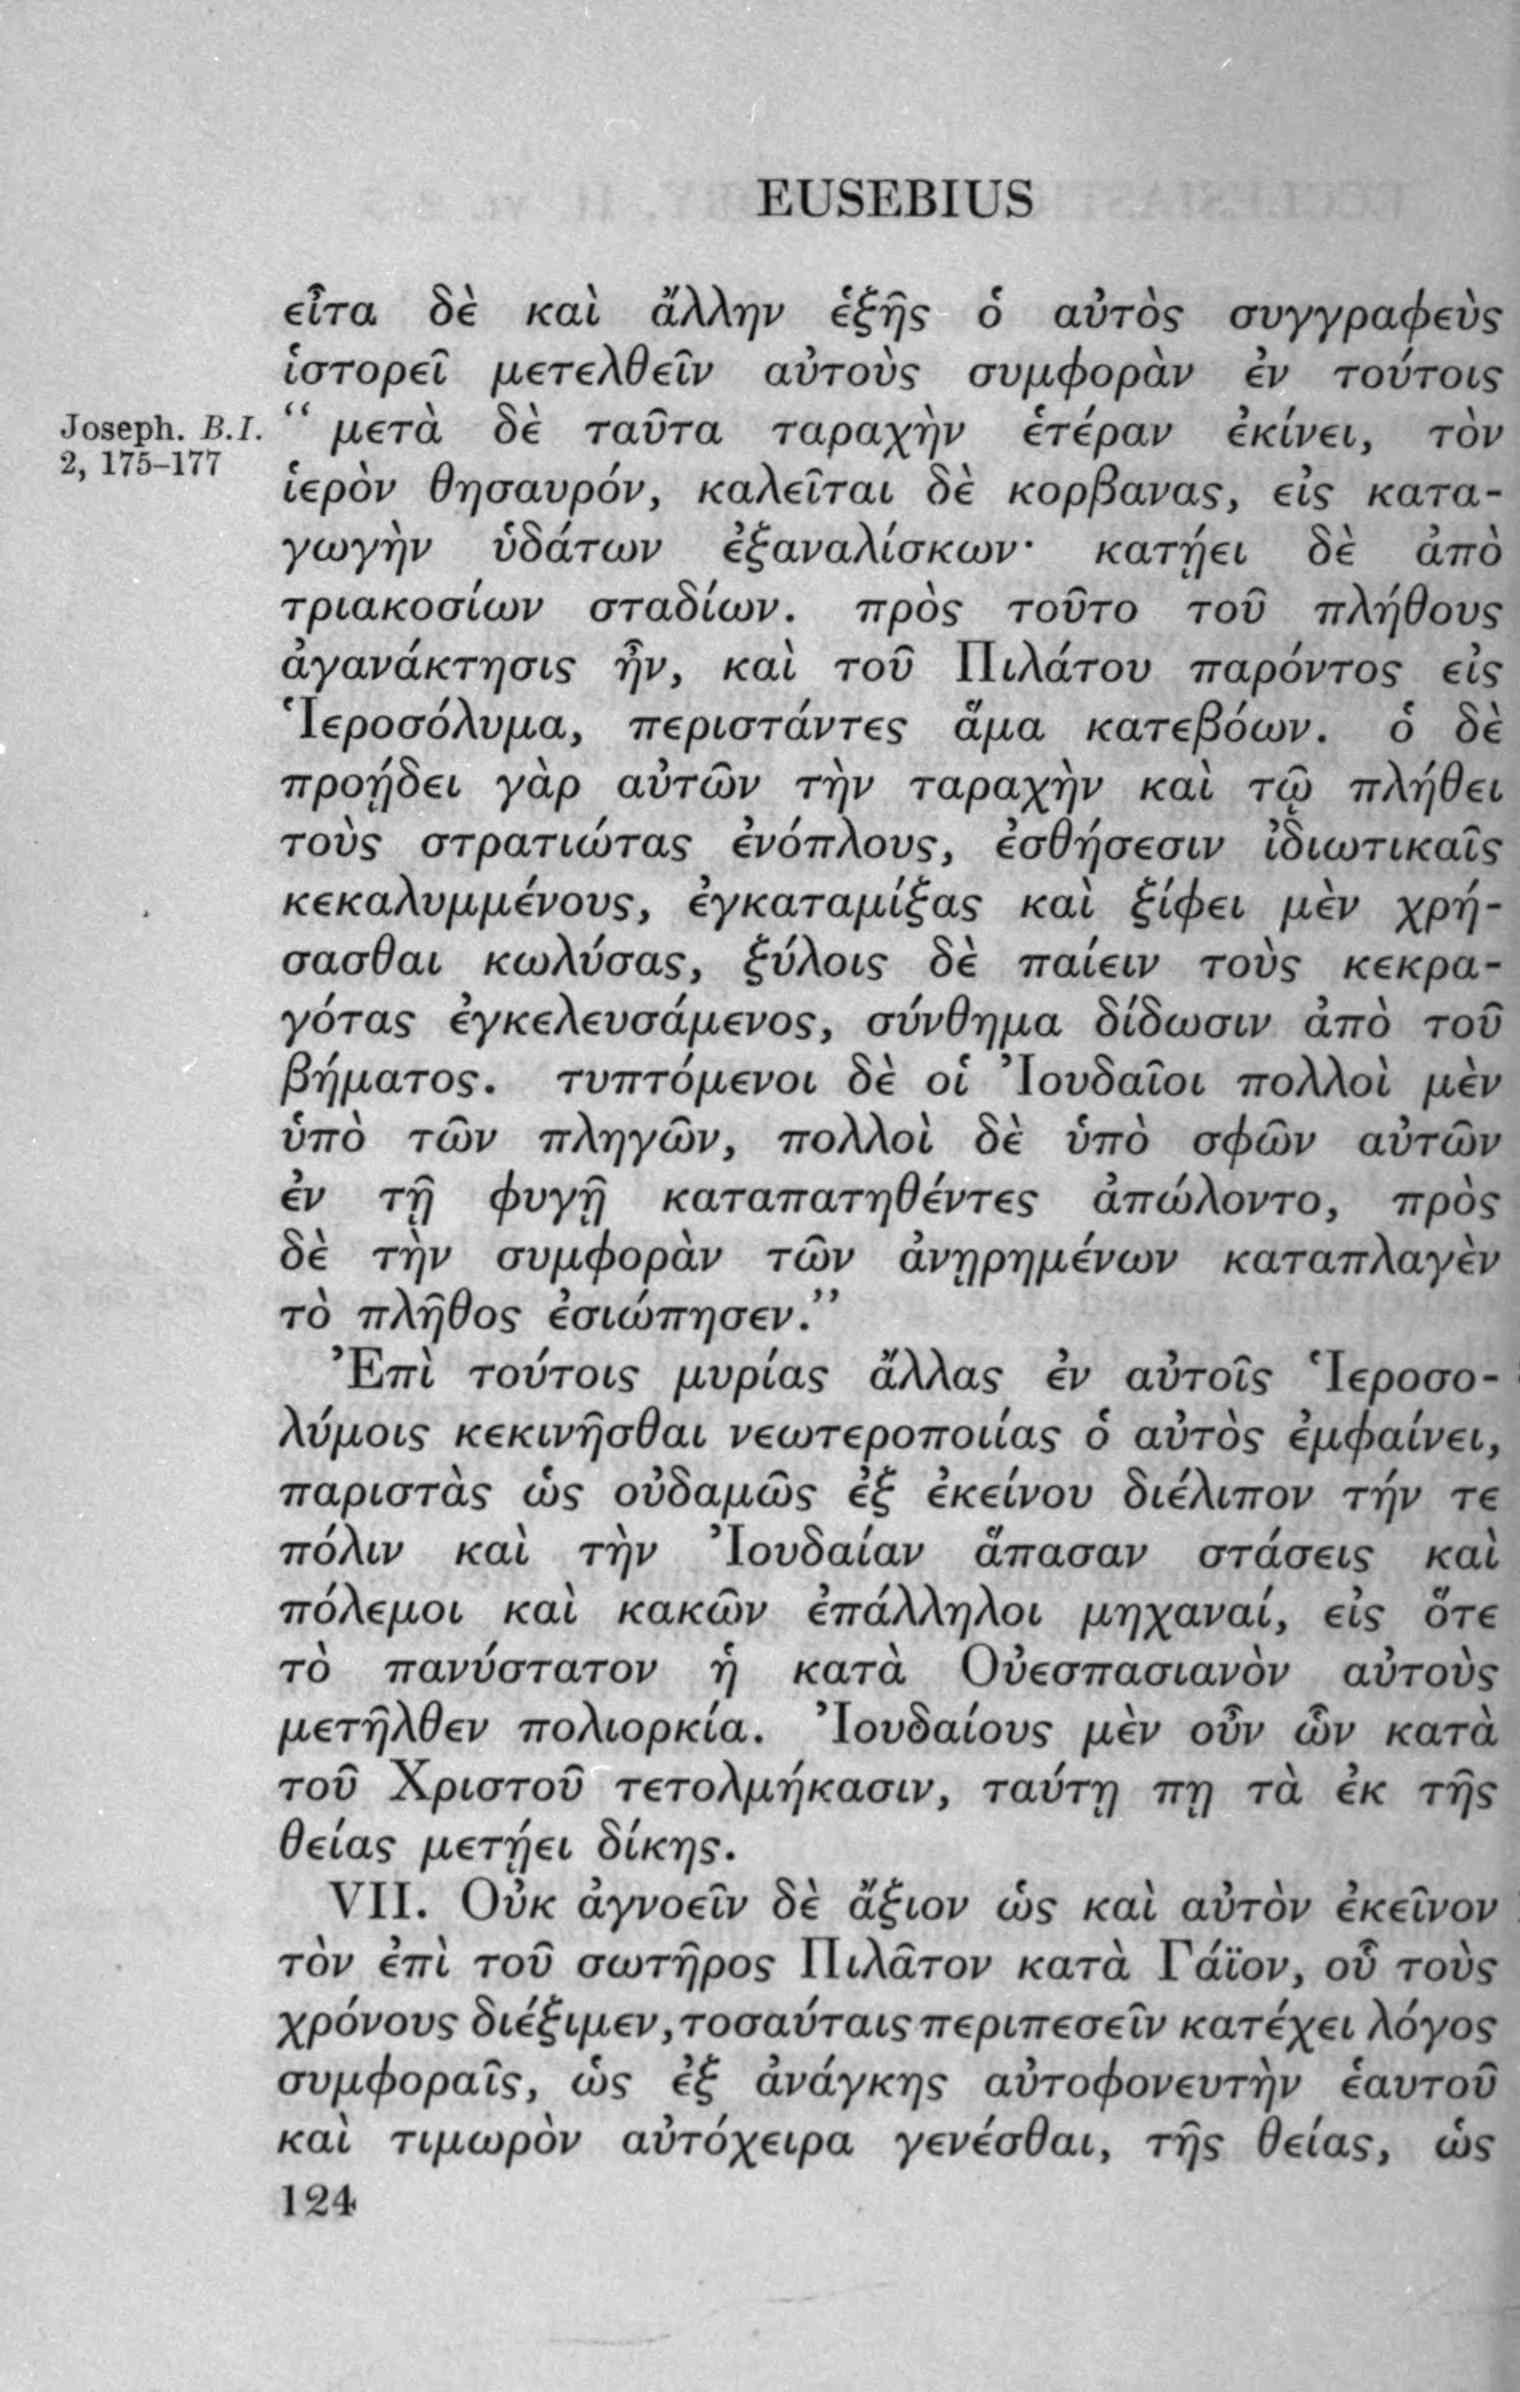 EUSEBIUS
εἶτα δὲ καὶ ἄλλην ἑξῆς ὁ αὐτὸς συγγραφεὺς
ἱστορεῖ μετελθεῖν αὐτοὺς συμφορὰν ἐν τούτοις
Joseph. B.I. 2, 175-177
“ μετὰ δὲ ταῦτα ταραχὴν ἑτέραν ἐκίνει, τὸν
ἱερὸν θησαυρόν, καλεῖται δὲ κορβανας, εἰς κατα-
γωγὴν ὑδάτων ἐξαναλίσκων· κατῄει δὲ ἀπὸ
τριακοσίων σταδίων. πρὸς τοῦτο τοῦ πλήθους
ἀγανάκτησις ἦν, καὶ τοῦ Πιλάτου παρόντος εἰς
Ἱεροσόλυμα, περιστάντες ἅμα κατεβόων. ὁ δὲ
προῄδει γὰρ αὐτῶν τὴν ταραχὴν καὶ τῷ πλήθει
τοὺς στρατιώτας ἐνόπλους, ἐσθήσεσιν ἰδιωτικαῖς
κεκαλυμμένους, ἐγκαταμίξας καὶ ξίφει μὲν χρή-
σασθαι κωλύσας, ξύλοις δὲ παίειν τοὺς κεκρα-
γότας ἐγκελευσάμενος, σύνθημα δίδωσιν ἀπὸ τοῦ
βήματος. τυπτόμενοι δὲ οἱ Ἰουδαῖοι πολλοὶ μὲν
ὑπὸ τῶν πληγῶν, πολλοὶ δὲ ὑπὸ σφῶν αὐτῶν
ἐν τῇ φυγῇ καταπατηθέντες ἀπώλοντο, πρὸς
δὲ τὴν συμφορὰν τῶν ἀνῃρημένων καταπλαγὲν
τὸ πλῆθος ἐσιώπησεν.”
Ἐπὶ τούτοις μυρίας ἄλλας ἐν αὐτοῖς Ἱεροσο-
λύμοις κεκινῆσθαι νεωτεροποιίας ὁ αὐτὸς ἐμφαίνει,
παριστὰς ὡς οὐδαμῶς ἐξ ἐκείνου διέλιπον τήν τε
πόλιν καὶ τὴν Ἰουδαίαν ἅπασαν στάσεις καὶ
πόλεμοι καὶ κακῶν ἐπάλληλοι μηχαναί, εἰς ὅτε
τὸ πανύστατον ἡ κατὰ Οὐεσπασιανὸν αὐτοὺς
μετῆλθεν πολιορκία. Ἰουδαίους μὲν οὖν ὧν κατὰ
τοῦ Χριστοῦ τετολμήκασιν, ταύτῃ πῃ τὰ ἐκ τῆς
θείας μετῄει δίκης.
VII. Οὐκ ἀγνοεῖν δὲ ἄξιον ὡς καὶ αὐτὸν ἐκεῖνον
τὸν ἐπὶ τοῦ σωτῆρος Πιλᾶτον κατὰ Γάϊον, οὗ τοὺς
χρόνους διέξιμεν, τοσαύταις περιπεσεῖν κατέχει λόγος
συμφοραῖς, ὡς ἐξ ἀνάγκης αὐτοφονευτὴν ἑαυτοῦ
καὶ τιμωρὸν αὐτόχειρα γενέσθαι, τῆς θείας, ὡς
124